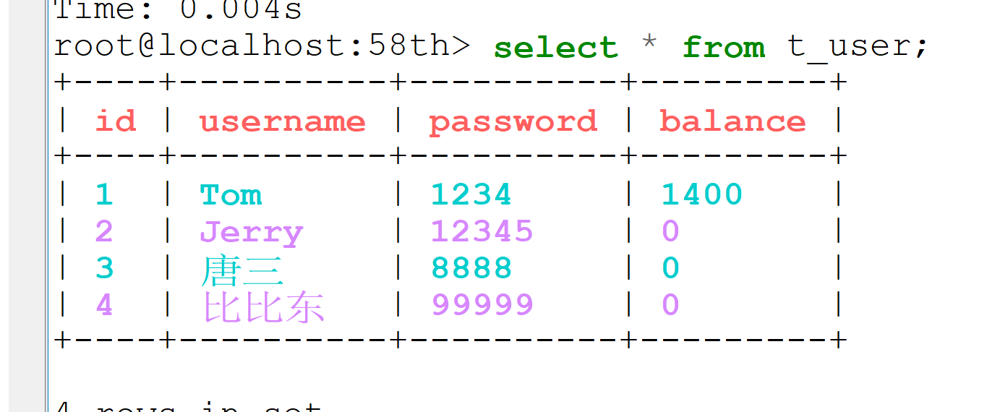 Time: 0.004s
root@localhost:58th> select * from t_user;
+----+----------+----------+---------+
| id | username | password | balance |
+----+----------+----------+---------+
| 1  | Tom      | 1234     | 1400    |
| 2  | Jerry    | 12345    | 0       |
| 3  | 唐三     | 8888     | 0       |
| 4  | 比比东   | 99999    | 0       |
+----+----------+----------+---------+
4 rows in set